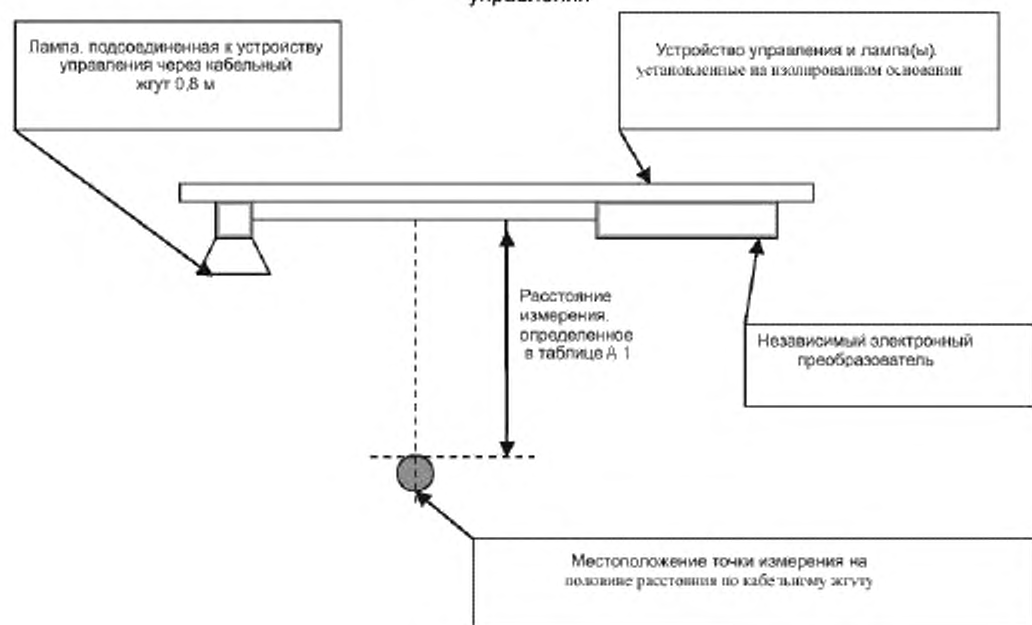 управления
Лампа, подсоединенная к устройству
управления через кабельный
жгут 0,8 м
Устройство управления и лампа(ы),
установленные на изолированном основании
Расстояние
измерения,
определенное
в таблице А 1
Независимый электронный
преобразователь
Местоположение точки измерения на
половине расстояния по кабельному жгуту